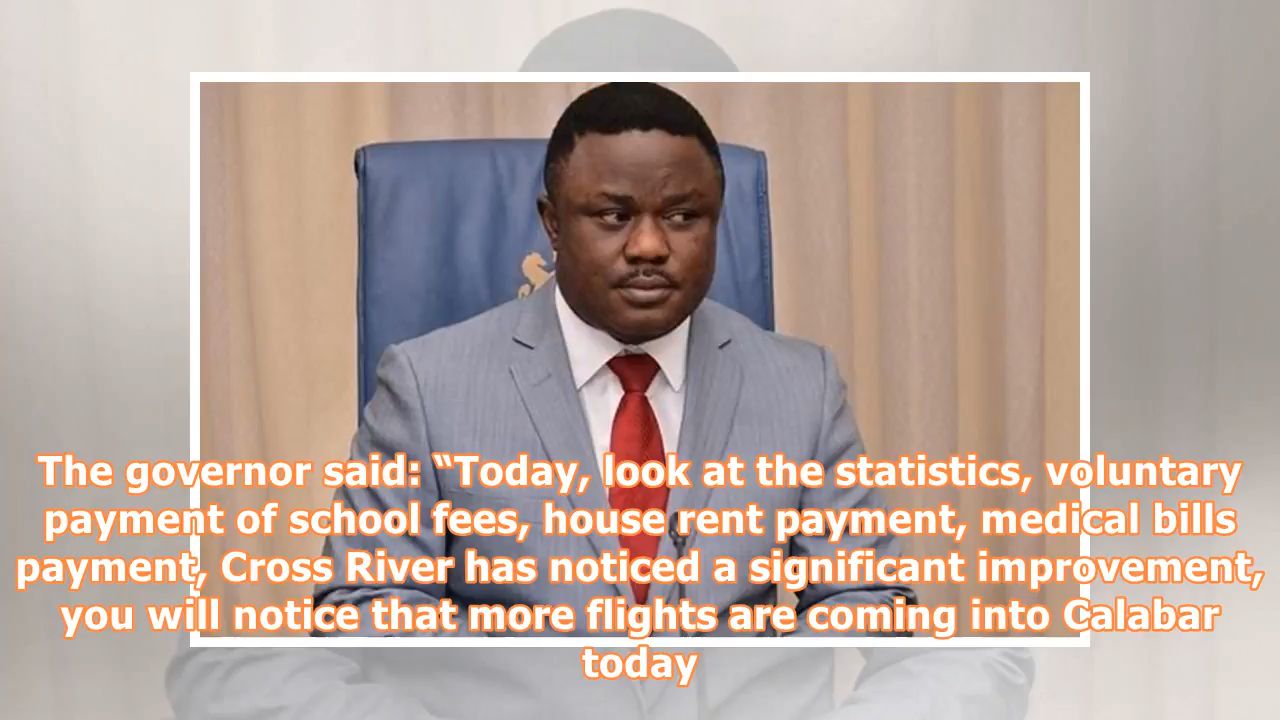 The governor said: “Today, look at the statistics, voluntary
payment of school fees, house rent payment, medical bills
payment, Cross River has noticed a significant improvement,
you will notice that more flights are coming into Calabar
today